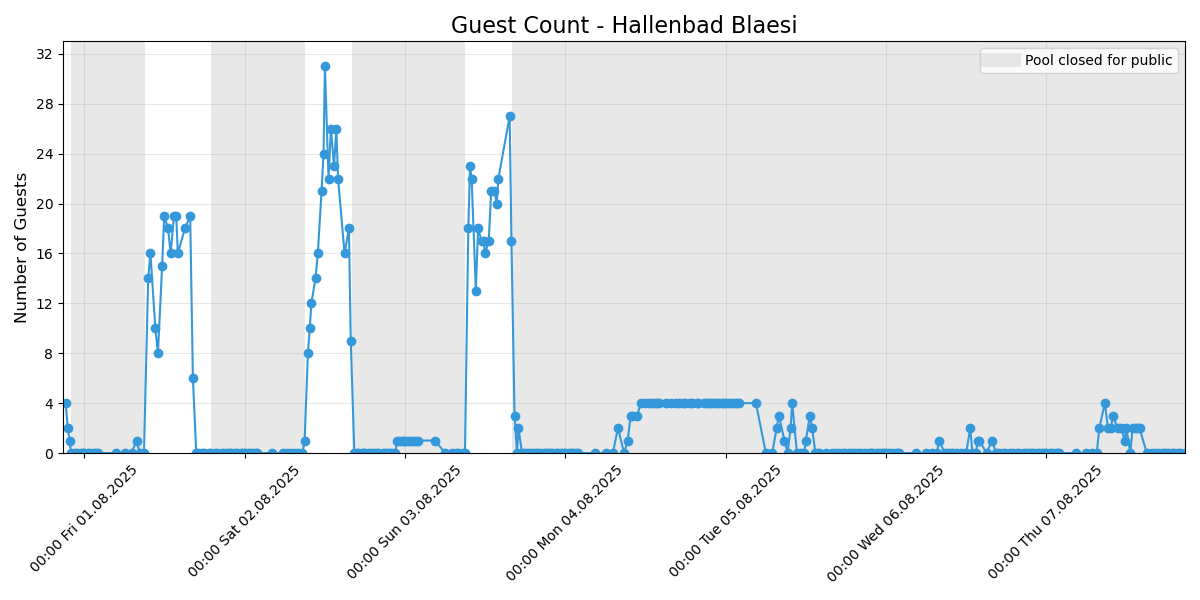 Guest Count - Hallenbad Blaesi
Pool closed for public
Number of Guests
32
28
24
20
16
12
8
4
0
00:00 Fri 01.08.2025
00:00 Sat 02.08.2025
00:00 Sun 03.08.2025
00:00 Mon 04.08.2025
00:00 Tue 05.08.2025
00:00 Wed 06.08.2025
00:00 Thu 07.08.2025